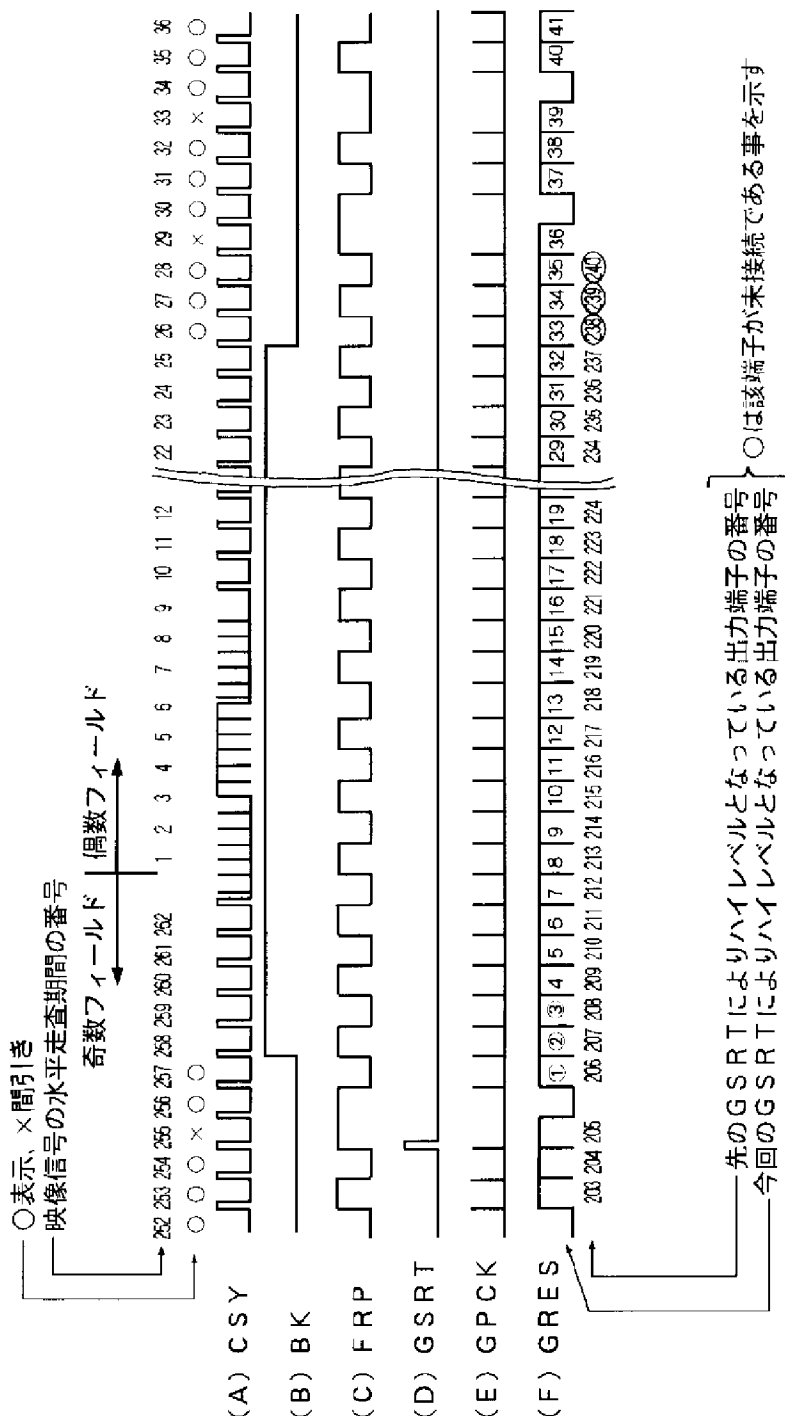 ○表示、×間引き
映像信号の水平走査期間の番号
奇数フィールド 偶数フィールド
252 253 254 255 256 257 258 259 260 261 262 1 2 3 4 5 6 7 8 9 10 11 12 22 23 24 25 26 27 28 29 30 31 32 33 34 35 36
○ ○ ○ × ○ ○ ○ ○ ○ × ○ ○ ○ × ○ ○ ○
(A) CSY
(B) BK
(C) FRP
(D) GSRT
(E) GPCK
(F) GRES
① ② ③ 4 5 6 7 8 9 10 11 12 13 14 15 16 17 18 19 29 30 31 32 33 34 35 36 37 38 39 40 41
203 204 205 206 207 208 209 210 211 212 213 214 215 216 217 218 219 220 221 222 223 224 234 235 236 237 238 239 240
先のGSRTによりハイレベルとなっている出力端子の番号
今回のGSRTによりハイレベルとなっている出力端子の番号
○は該端子が未接続である事を示す